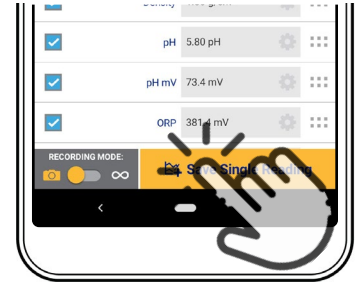 pH 5.80 pH
pH mV 73.4 mV
ORP 381.4 mV
RECORDING MODE:
Save Single Reading